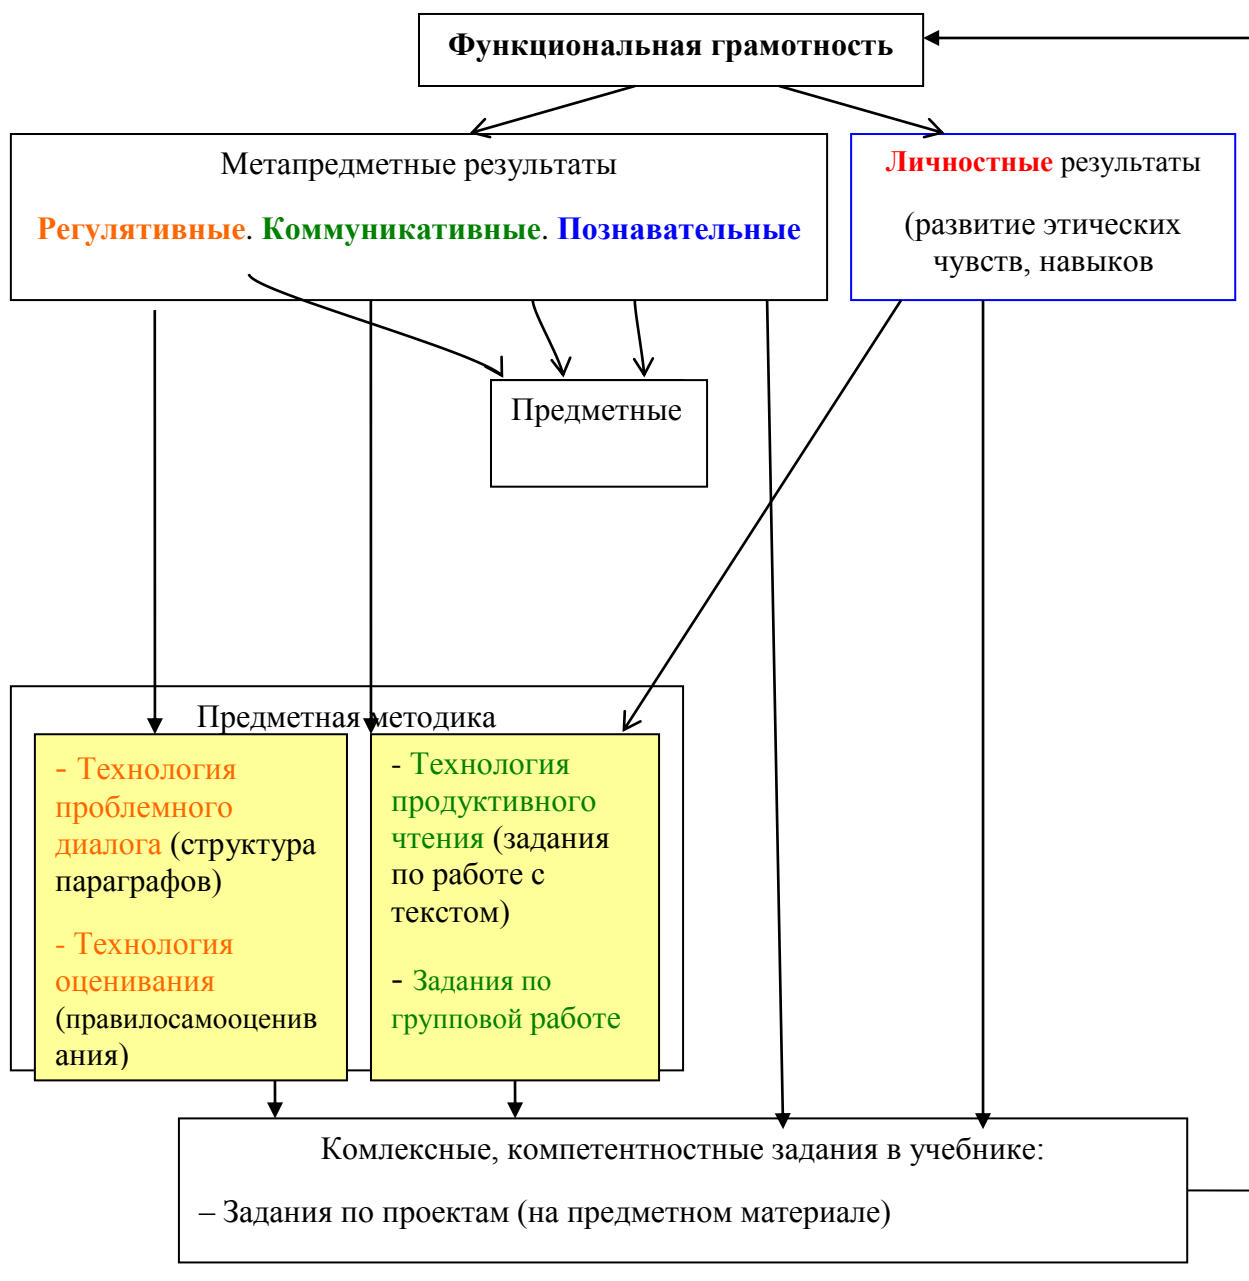 Функциональная грамотность
Метапредметные результаты
Регулятивные. Коммуникативные. Познавательные
Личностные результаты
(развитие этических
чувств, навыков
Предметные
Предметная методика
- Технология
проблемного
диалога (структура
параграфов)
- Технология
оценивания
(правилосамооценив
ания)
- Технология
продуктивного
чтения (задания
по работе с
текстом)
- Задания по
групповой работе
Комлексные, компетентностные задания в учебнике:
– Задания по проектам (на предметном материале)